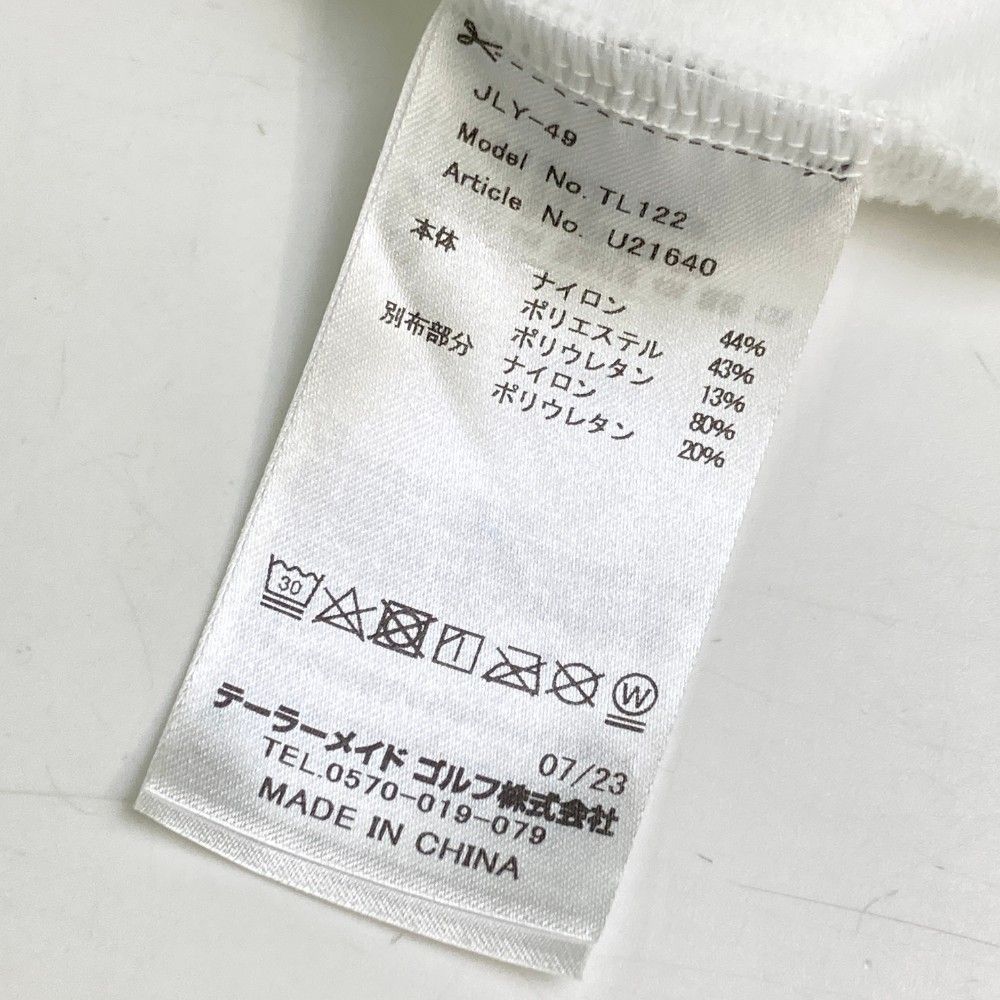 JLY-49
Model No. TL122
Article No. U21640
本体 ナイロン 44%
ポリエステル 43%
ポリウレタン 13%
別布部分 ナイロン 80%
ポリウレタン 20%
30
W
07/23
テーラーメイド ゴルフ株式会社
TEL.0570-019-079
MADE IN CHINA